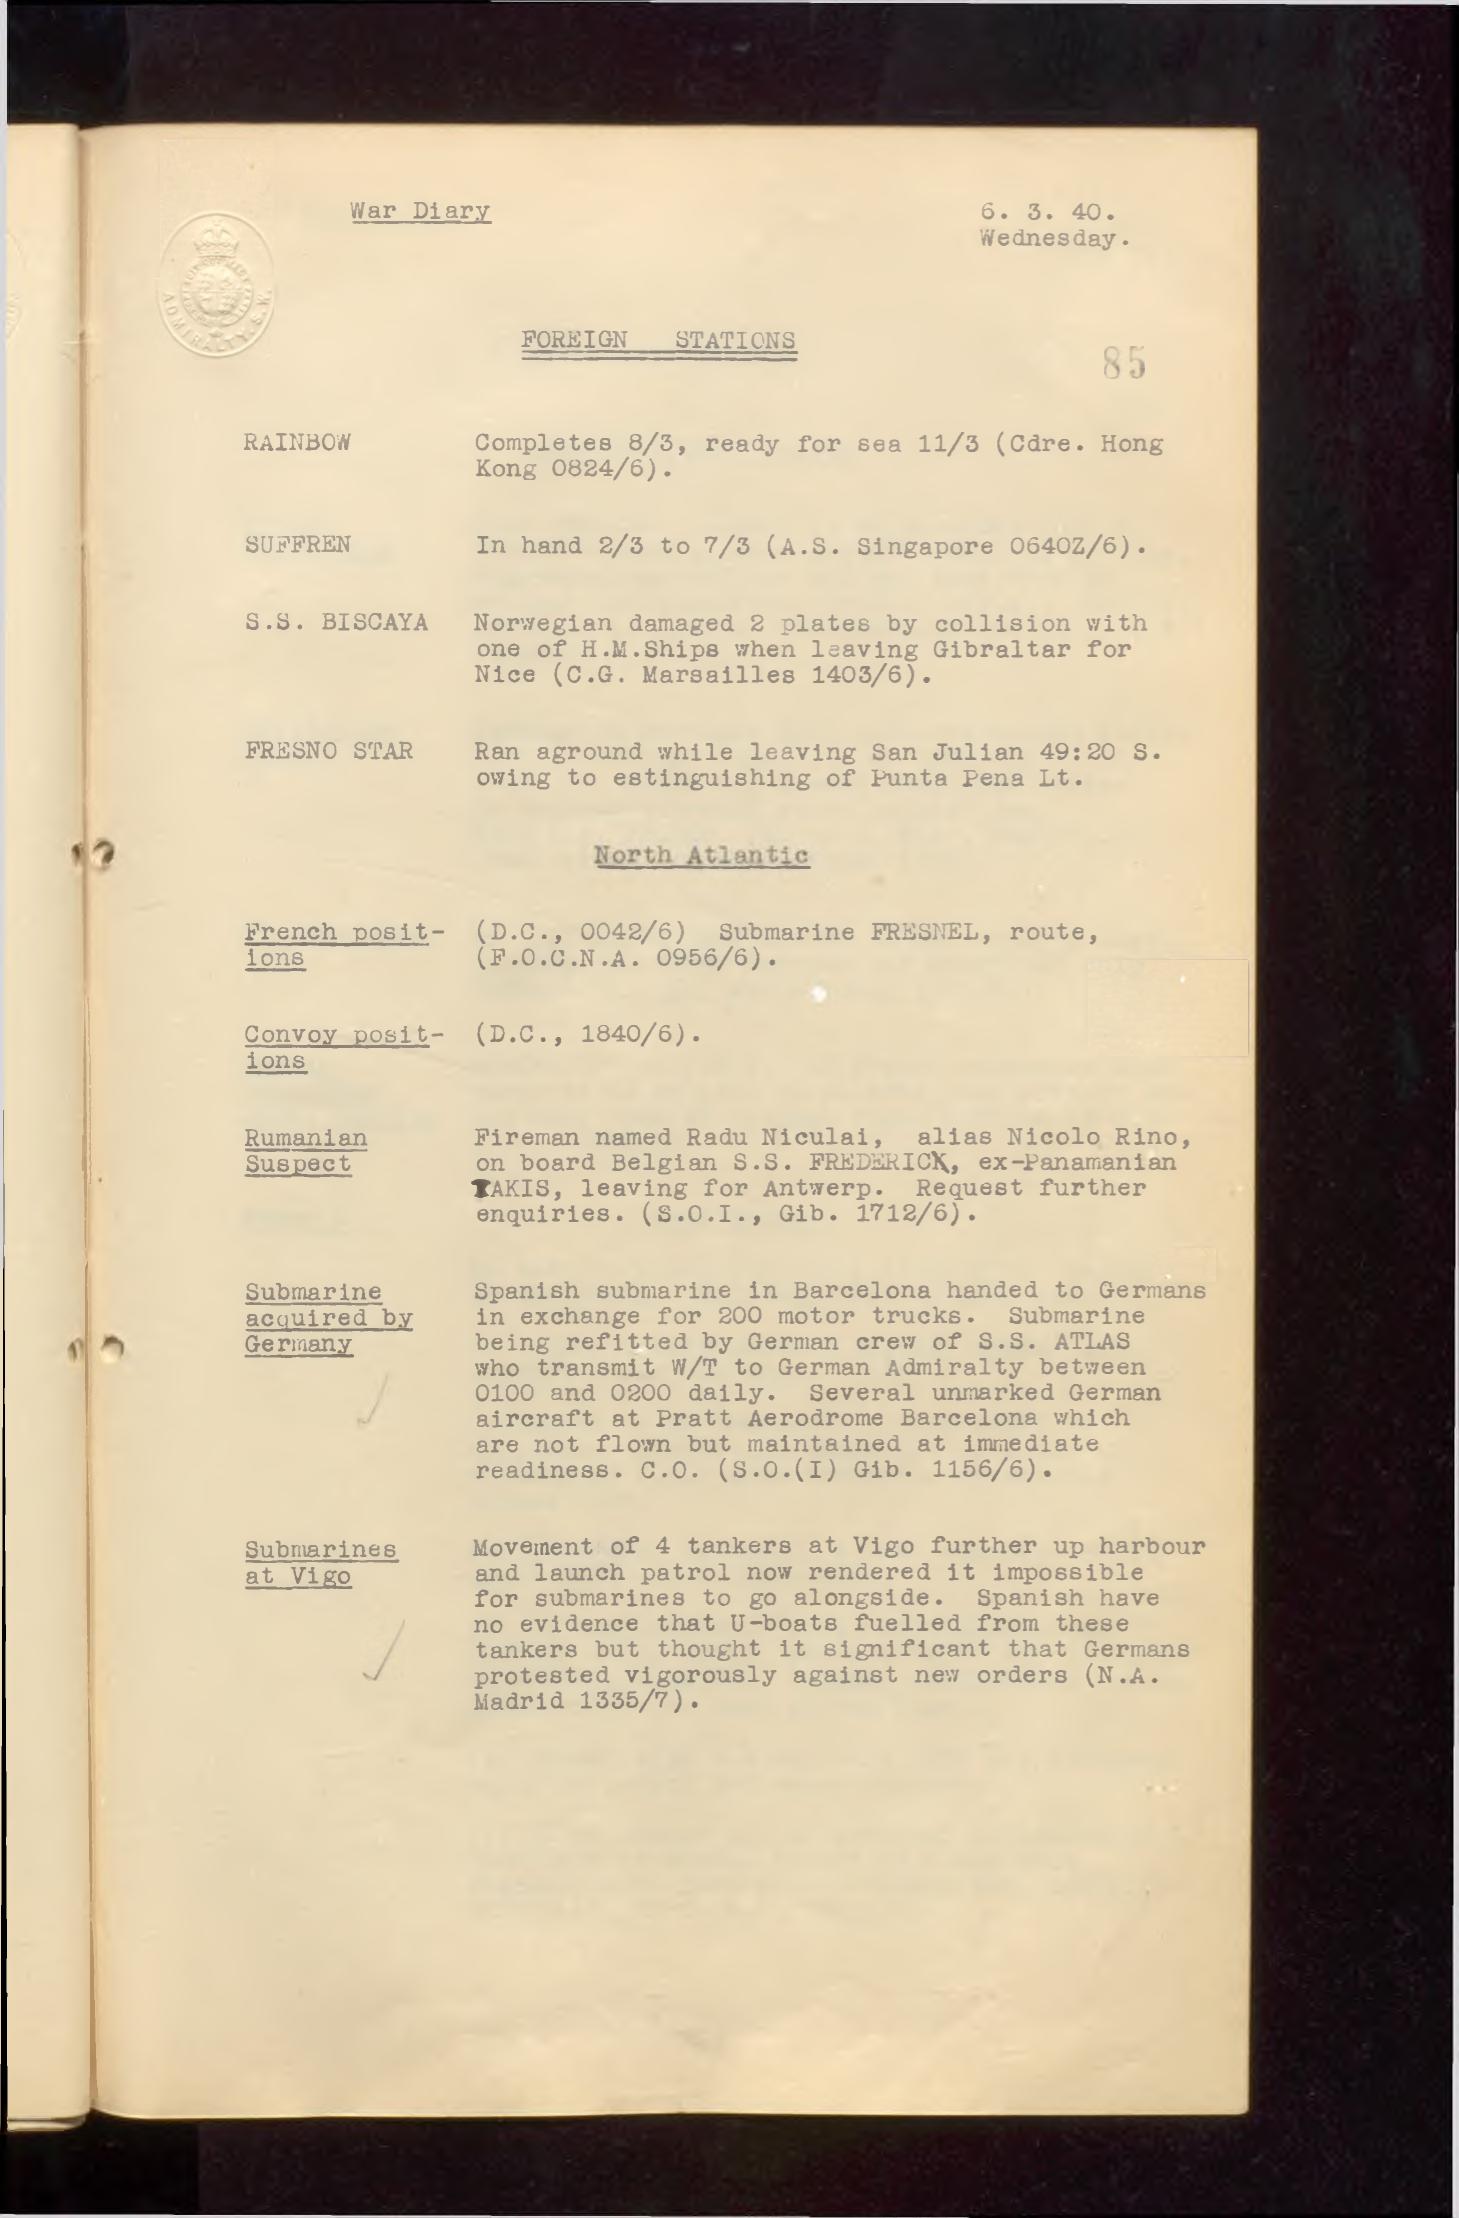 War Diary 6. 3. 40.
Wednesday.
ADMIRALTY. S.W.
FOREIGN STATIONS
85
RAINBOW Completes 8/3, ready for sea 11/3 (Cdre. Hong
Kong 0824/6).
SUFFREN In hand 2/3 to 7/3 (A.S. Singapore 0640Z/6).
S.S. BISCAYA Norwegian damaged 2 plates by collision with
one of H.M.Ships when leaving Gibraltar for
Nice (C.G. Marsailles 1403/6).
FRESNO STAR Ran aground while leaving San Julian 49:20 S.
owing to estinguishing of Punta Pena Lt.
North Atlantic
French posit- (D.C., 0042/6) Submarine FRESNEL, route,
ions (F.O.C.N.A. 0956/6).
Convoy posit- (D.C., 1840/6).
ions
Rumanian Fireman named Radu Niculai, alias Nicolo Rino,
Suspect on board Belgian S.S. FREDERICK, ex-Panamanian
TAKIS, leaving for Antwerp. Request further
enquiries. (S.O.I., Gib. 1712/6).
Submarine Spanish submarine in Barcelona handed to Germans
acquired by in exchange for 200 motor trucks. Submarine
Germany being refitted by German crew of S.S. ATLAS
who transmit W/T to German Admiralty between
0100 and 0200 daily. Several unmarked German
aircraft at Pratt Aerodrome Barcelona which
are not flown but maintained at immediate
readiness. C.O. (S.O.(I) Gib. 1156/6).
Submarines Movement of 4 tankers at Vigo further up harbour
at Vigo and launch patrol now rendered it impossible
for submarines to go alongside. Spanish have
no evidence that U-boats fuelled from these
tankers but thought it significant that Germans
protested vigorously against new orders (N.A.
Madrid 1335/7).